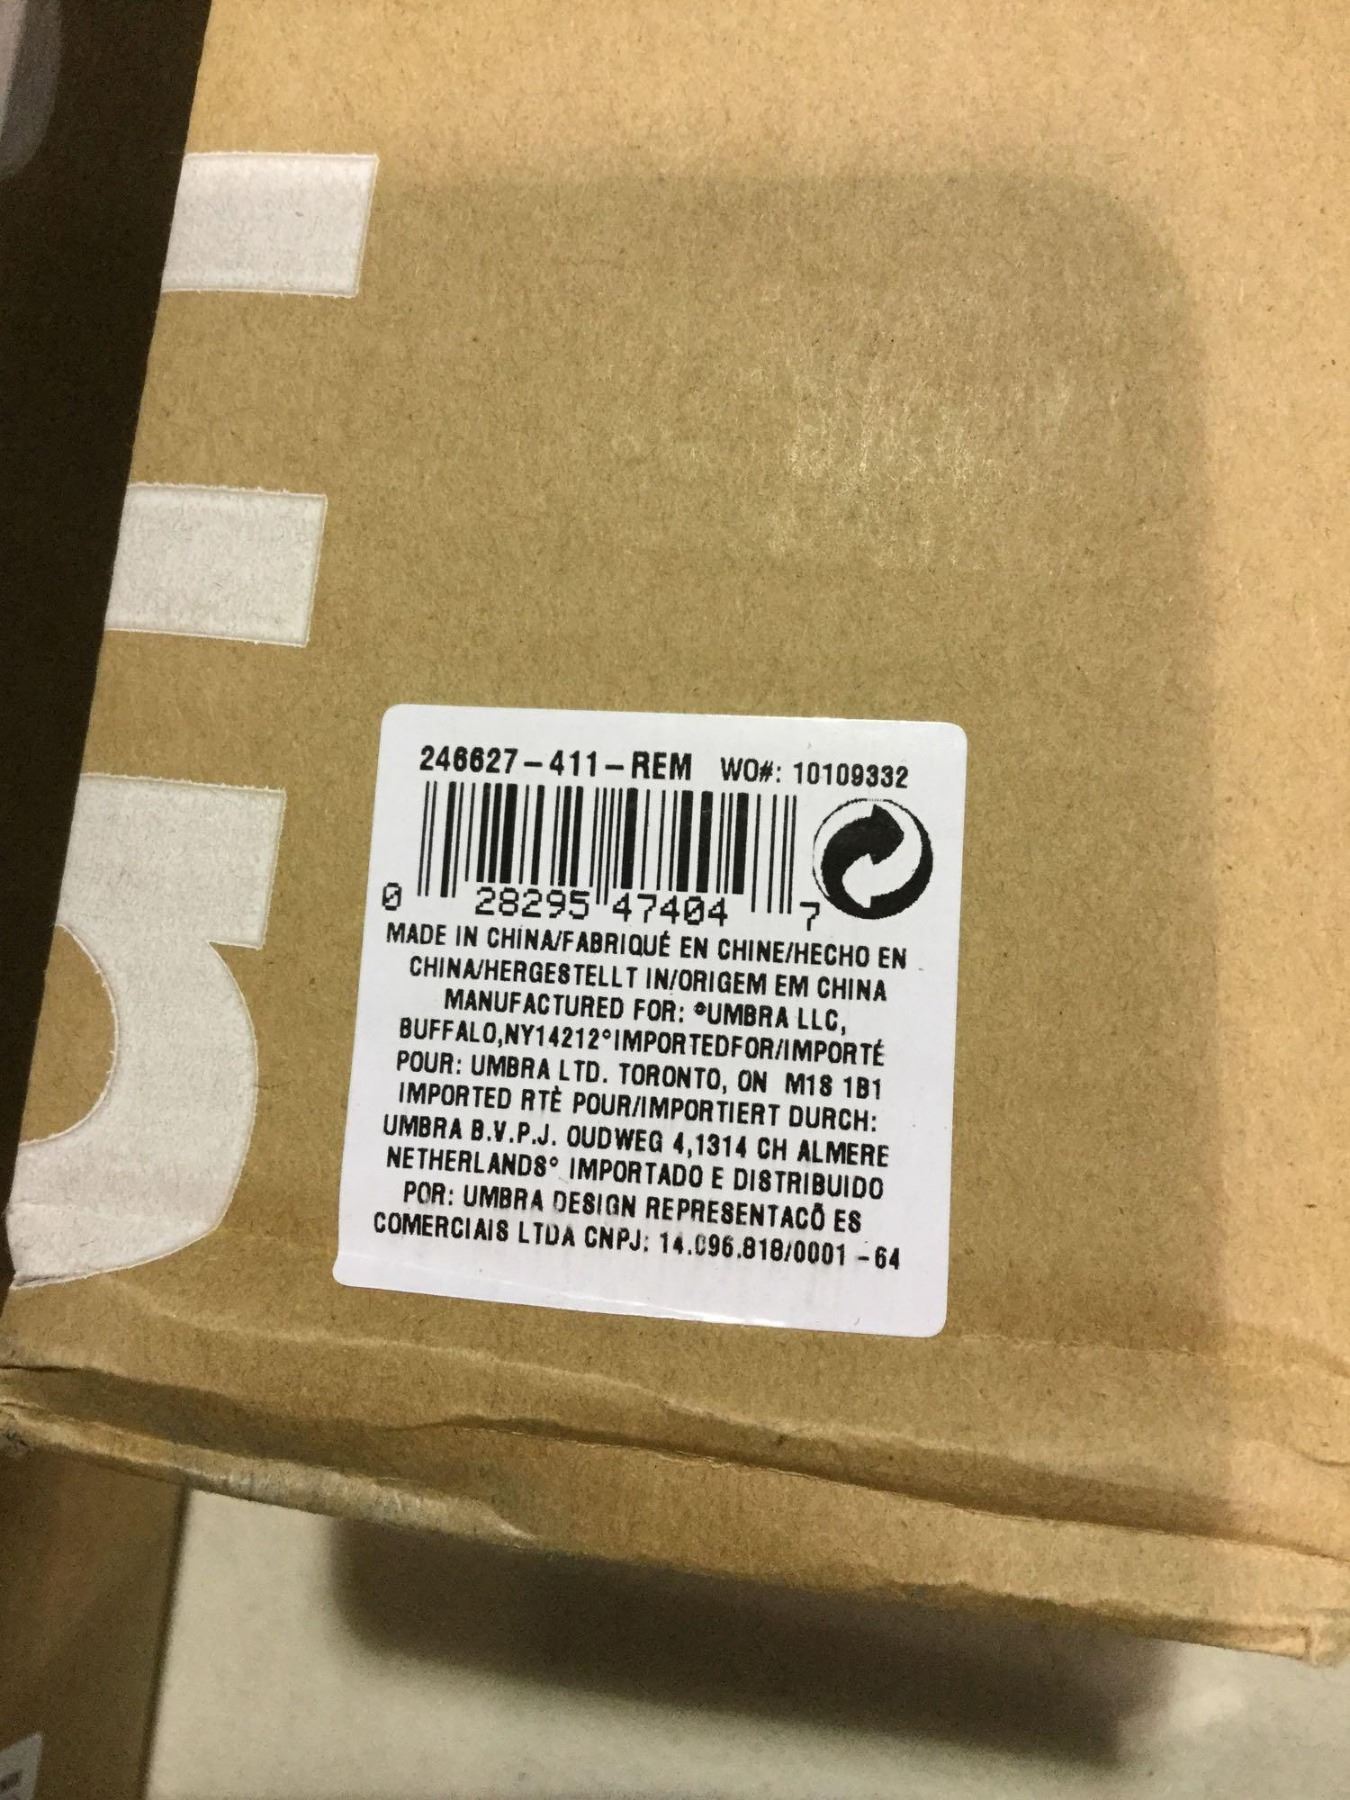 246627-411-REM WO#: 10109332
0 28295 47404 7
MADE IN CHINA/FABRIQUÉ EN CHINE/HECHO EN
CHINA/HERGESTELLT IN/ORIGEM EM CHINA
MANUFACTURED FOR: ®UMBRA LLC,
BUFFALO,NY14212°IMPORTEDFOR/IMPORTÉ
POUR: UMBRA LTD. TORONTO, ON M1S 1B1
IMPORTED RTÈ POUR/IMPORTIERT DURCH:
UMBRA B.V.P.J. OUDWEG 4,1314 CH ALMERE
NETHERLANDS° IMPORTADO E DISTRIBUIDO
POR: UMBRA DESIGN REPRESENTACÕ ES
COMERCIAIS LTDA CNPJ: 14.096.818/0001 -64